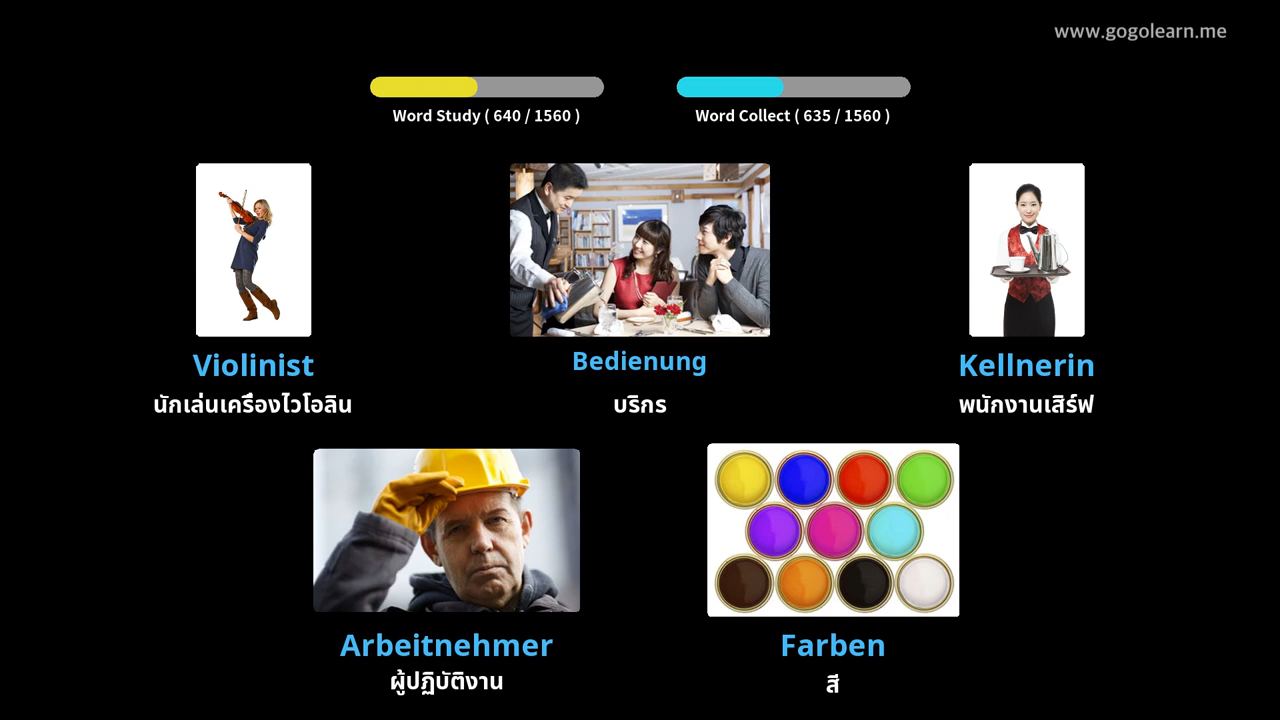 www.gogolearn.me
Word Study ( 640 / 1560 )
Word Collect ( 635 / 1560 )
Violinist
นักเล่นเครื่องไวโอลิน
Bedienung
บริกร
Kellnerin
พนักงานเสิร์ฟ
Arbeitnehmer
ผู้ปฏิบัติงาน
Farben
สี